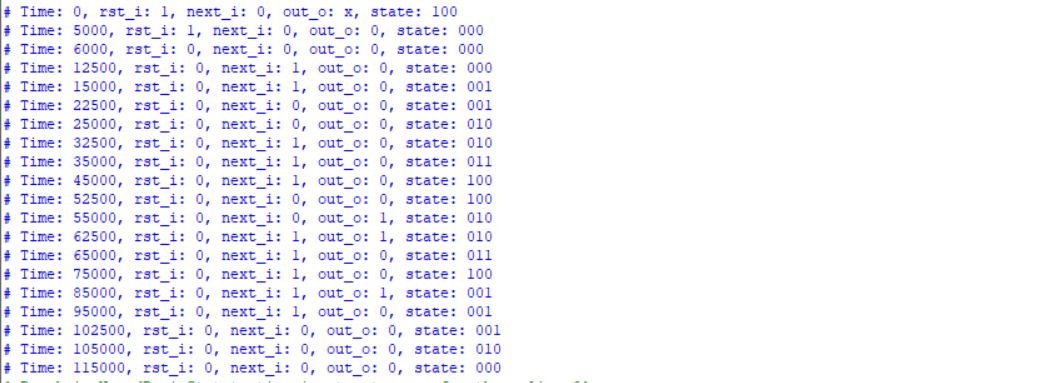 # Time: 0, rst_i: 1, next_i: 0, out_o: x, state: 100
# Time: 5000, rst_i: 1, next_i: 0, out_o: 0, state: 000
# Time: 6000, rst_i: 0, next_i: 0, out_o: 0, state: 000
# Time: 12500, rst_i: 0, next_i: 1, out_o: 0, state: 000
# Time: 15000, rst_i: 0, next_i: 1, out_o: 0, state: 001
# Time: 22500, rst_i: 0, next_i: 0, out_o: 0, state: 001
# Time: 25000, rst_i: 0, next_i: 0, out_o: 0, state: 010
# Time: 32500, rst_i: 0, next_i: 1, out_o: 0, state: 010
# Time: 35000, rst_i: 0, next_i: 1, out_o: 0, state: 011
# Time: 45000, rst_i: 0, next_i: 1, out_o: 0, state: 100
# Time: 52500, rst_i: 0, next_i: 0, out_o: 0, state: 100
# Time: 55000, rst_i: 0, next_i: 0, out_o: 1, state: 010
# Time: 62500, rst_i: 0, next_i: 1, out_o: 1, state: 010
# Time: 65000, rst_i: 0, next_i: 1, out_o: 0, state: 011
# Time: 75000, rst_i: 0, next_i: 1, out_o: 0, state: 100
# Time: 85000, rst_i: 0, next_i: 1, out_o: 1, state: 001
# Time: 95000, rst_i: 0, next_i: 1, out_o: 0, state: 001
# Time: 102500, rst_i: 0, next_i: 0, out_o: 0, state: 001
# Time: 105000, rst_i: 0, next_i: 0, out_o: 0, state: 010
# Time: 115000, rst_i: 0, next_i: 0, out_o: 0, state: 000